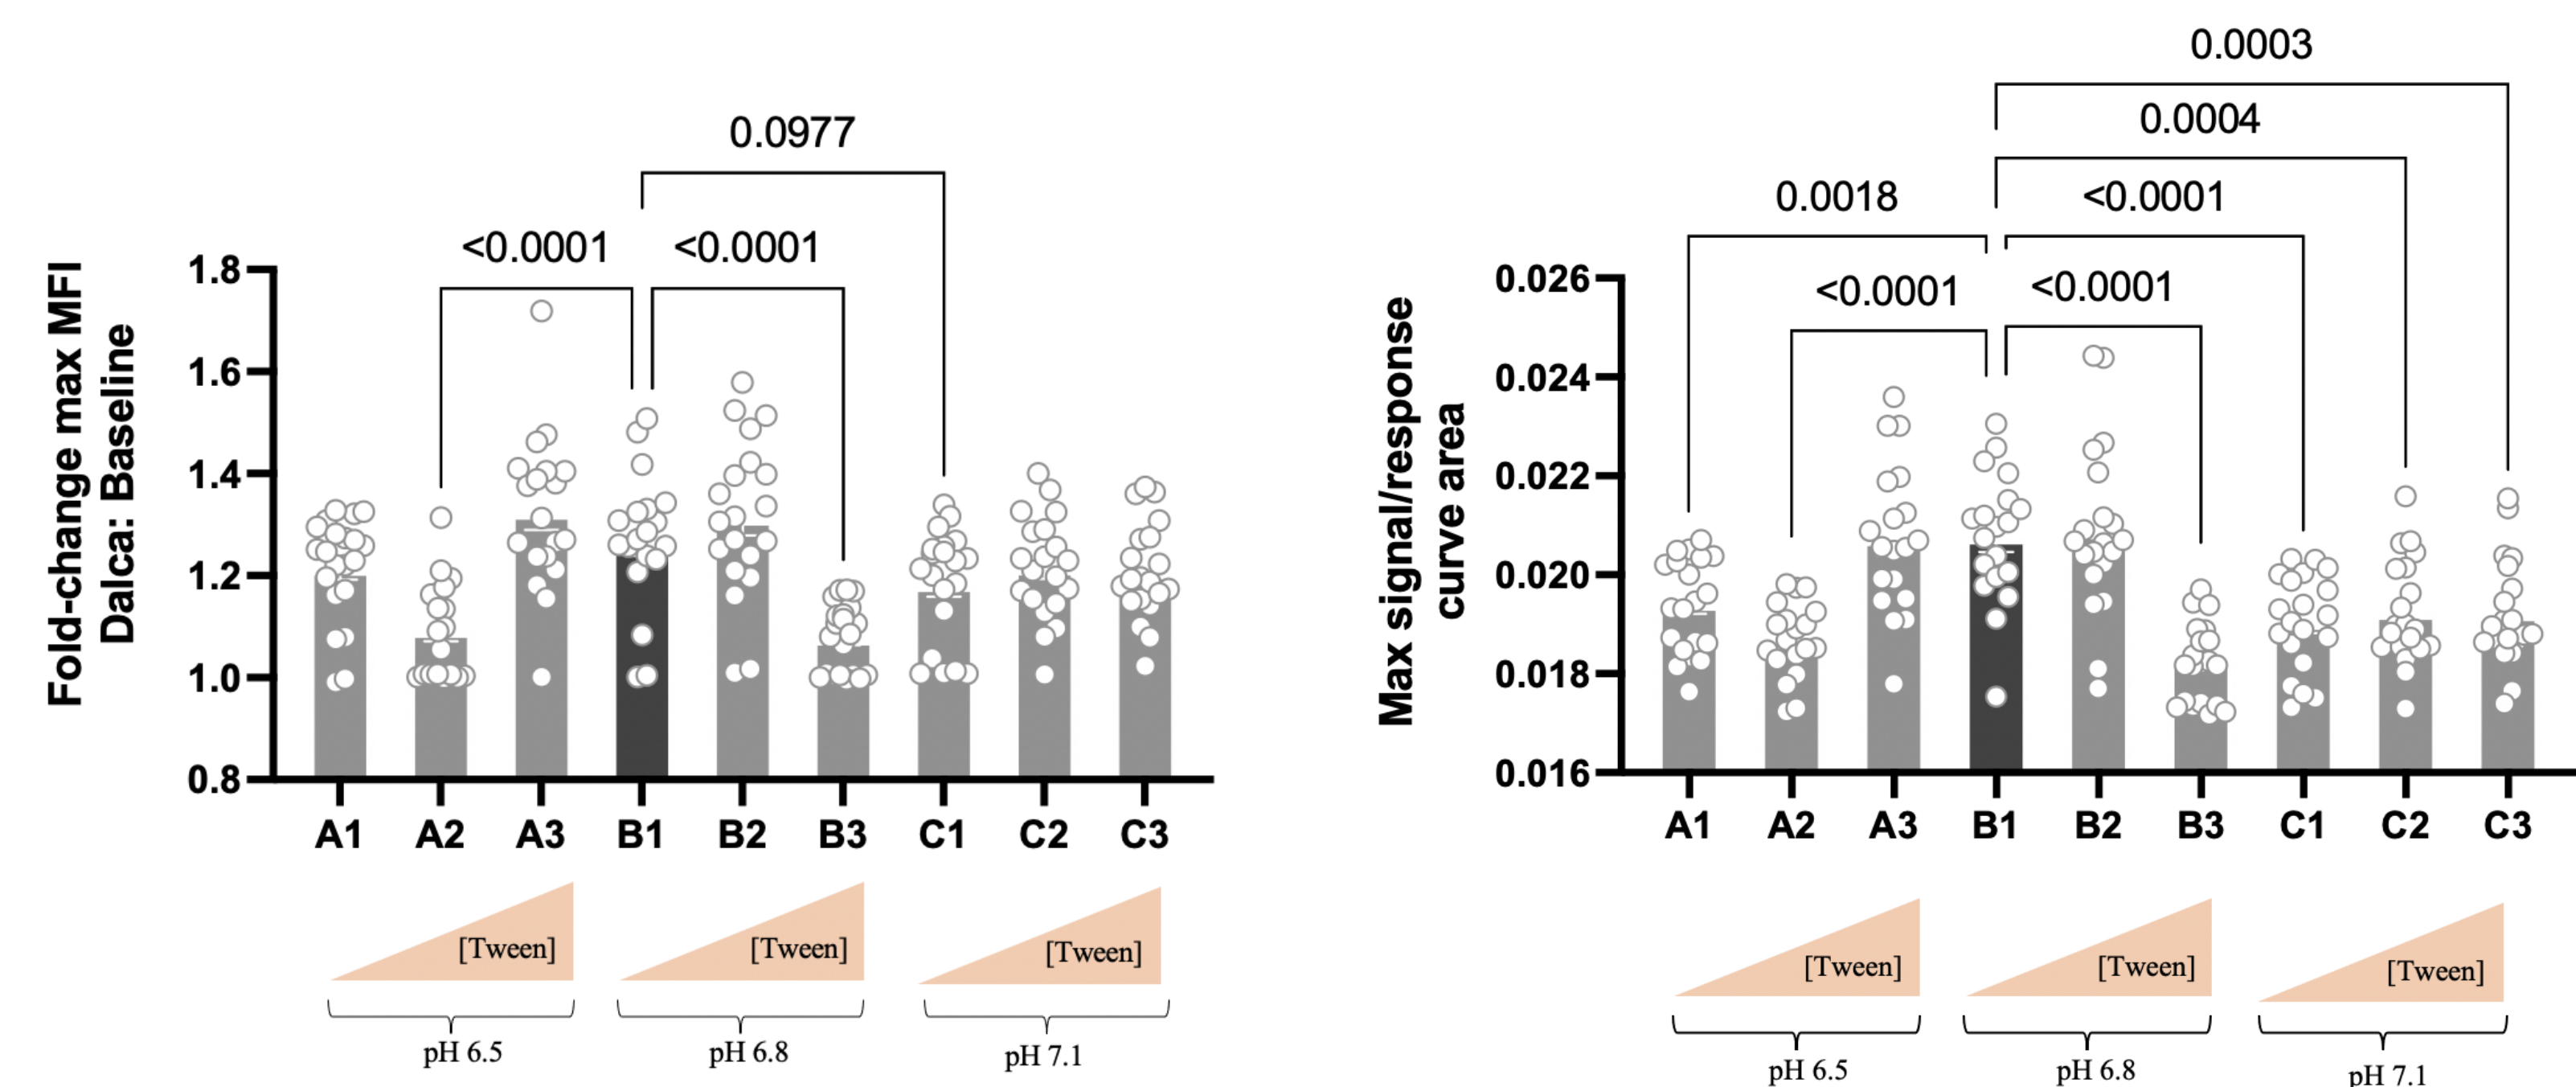 0.0977
<0.0001 <0.0001
Fold-change max MFI
Dalca: Baseline
1.8
1.6
1.4
1.2
1.0
0.8
A1 A2 A3 B1 B2 B3 C1 C2 C3
[Tween] [Tween] [Tween]
pH 6.5 pH 6.8 pH 7.1
0.0003
0.0004
0.0018 <0.0001
<0.0001 <0.0001
Max signal/response
curve area
0.026
0.024
0.022
0.020
0.018
0.016
A1 A2 A3 B1 B2 B3 C1 C2 C3
[Tween] [Tween] [Tween]
pH 6.5 pH 6.8 pH 7.1